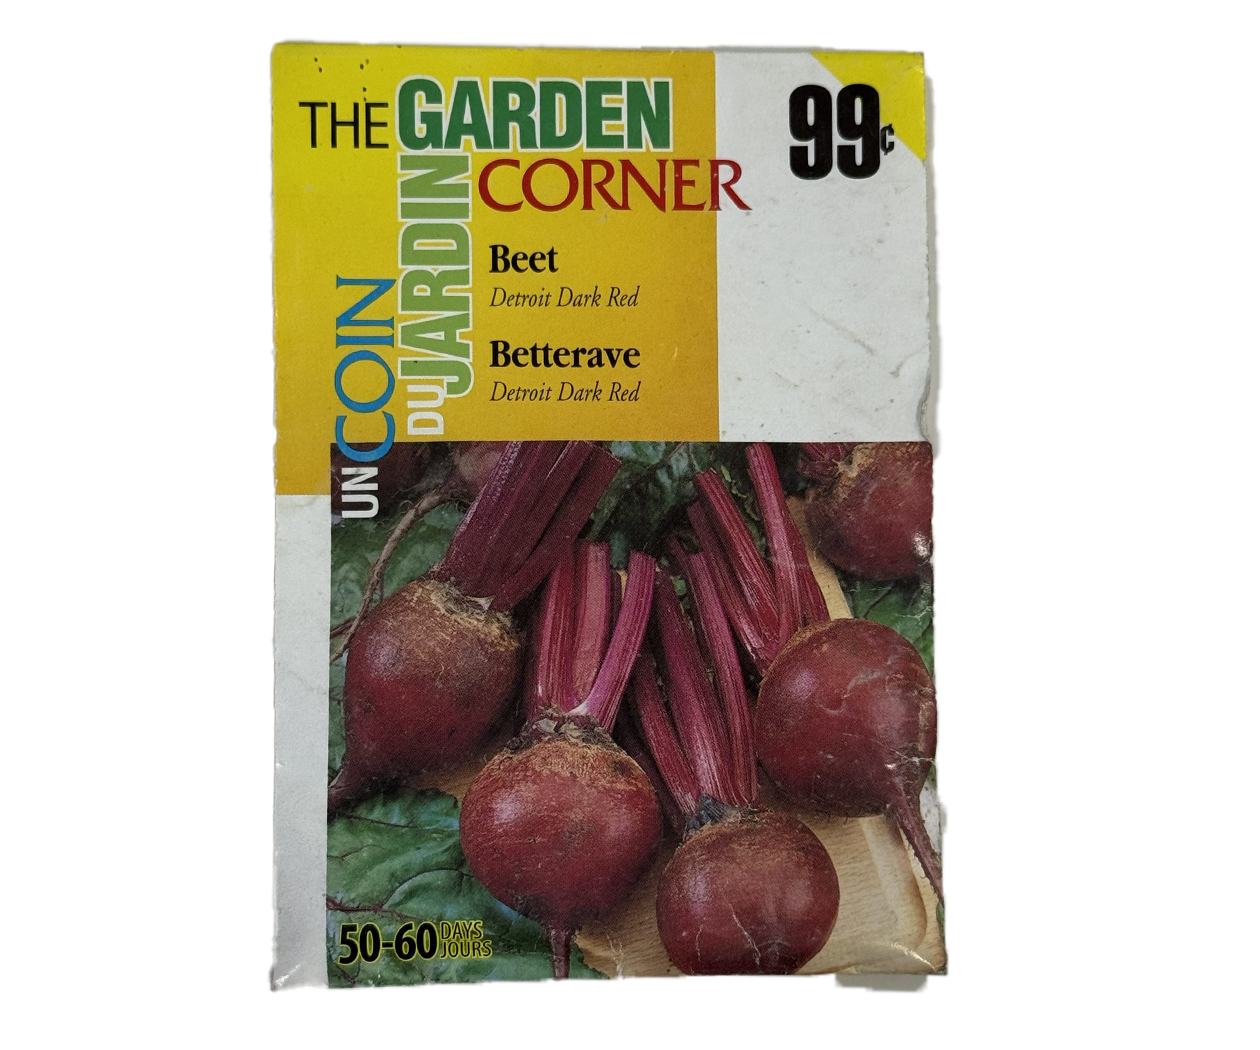 THE GARDEN
CORNER
99¢
UN COIN
DU JARDIN
Beet
Detroit Dark Red
Betterave
Detroit Dark Red
50-60 DAYS
JOURS